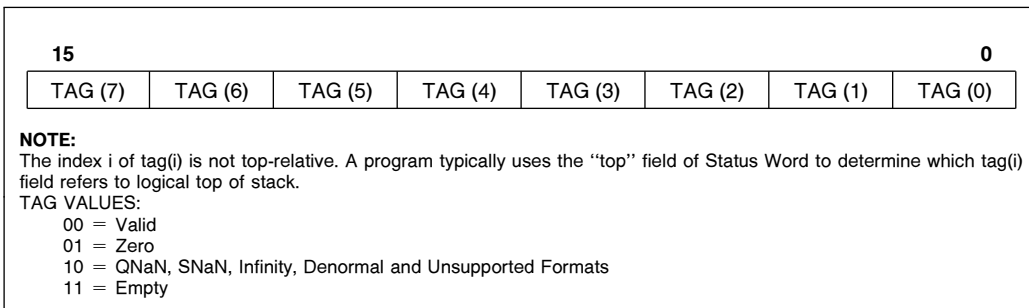 15 0
TAG (7) TAG (6) TAG (5) TAG (4) TAG (3) TAG (2) TAG (1) TAG (0)
NOTE:
The index i of tag(i) is not top-relative. A program typically uses the ‘‘top’’ field of Status Word to determine which tag(i)
field refers to logical top of stack.
TAG VALUES:
00 = Valid
01 = Zero
10 = QNaN, SNaN, Infinity, Denormal and Unsupported Formats
11 = Empty